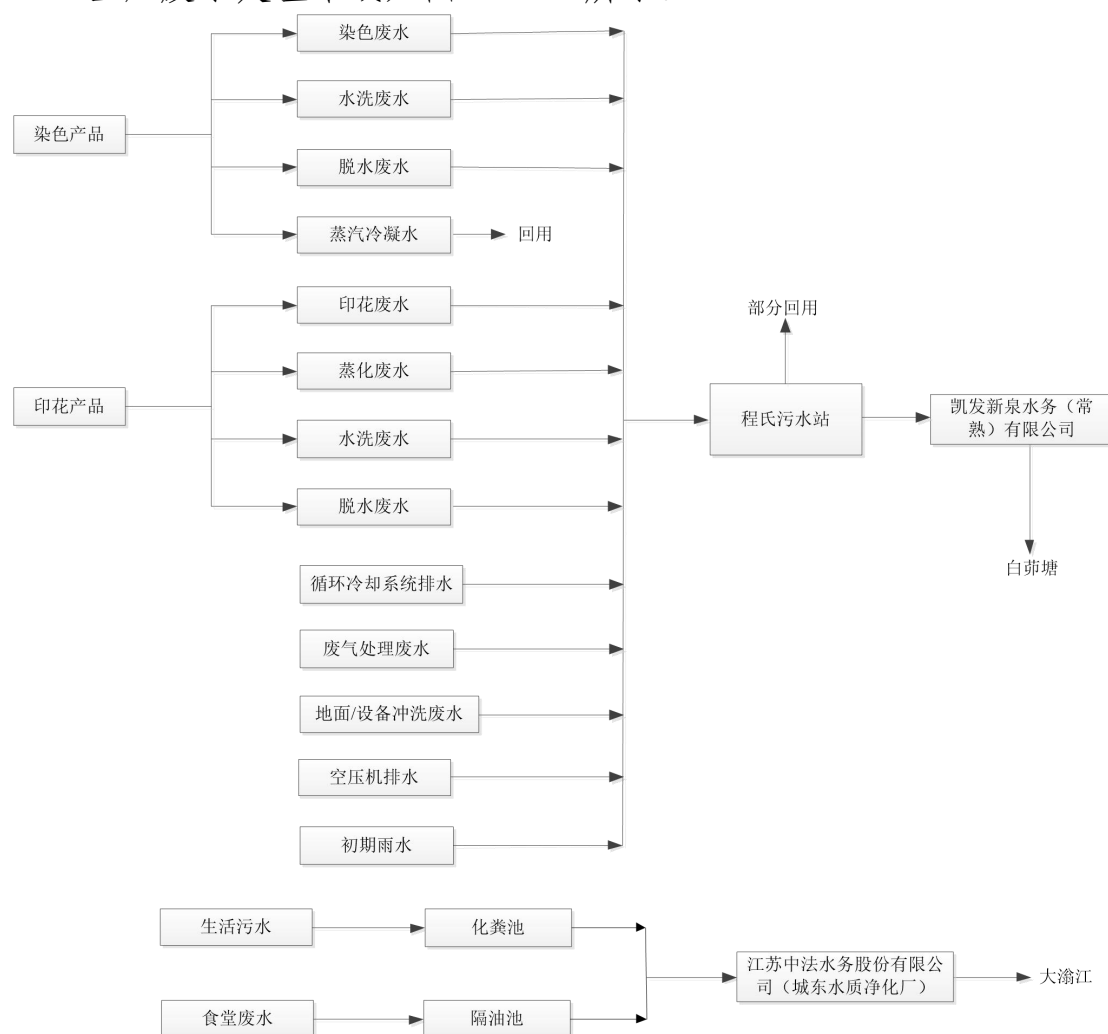 染色产品
染色废水
水洗废水
脱水废水
蒸汽冷凝水
回用
印花产品
印花废水
蒸化废水
水洗废水
脱水废水
循环冷却系统排水
废气处理废水
地面/设备冲洗废水
空压机排水
初期雨水
部分回用
程氏污水站
凯发新泉水务（常
熟）有限公司
白茆塘
生活污水
化粪池
食堂废水
隔油池
江苏中法水务股份有限公
司（城东水质净化厂）
大滃江